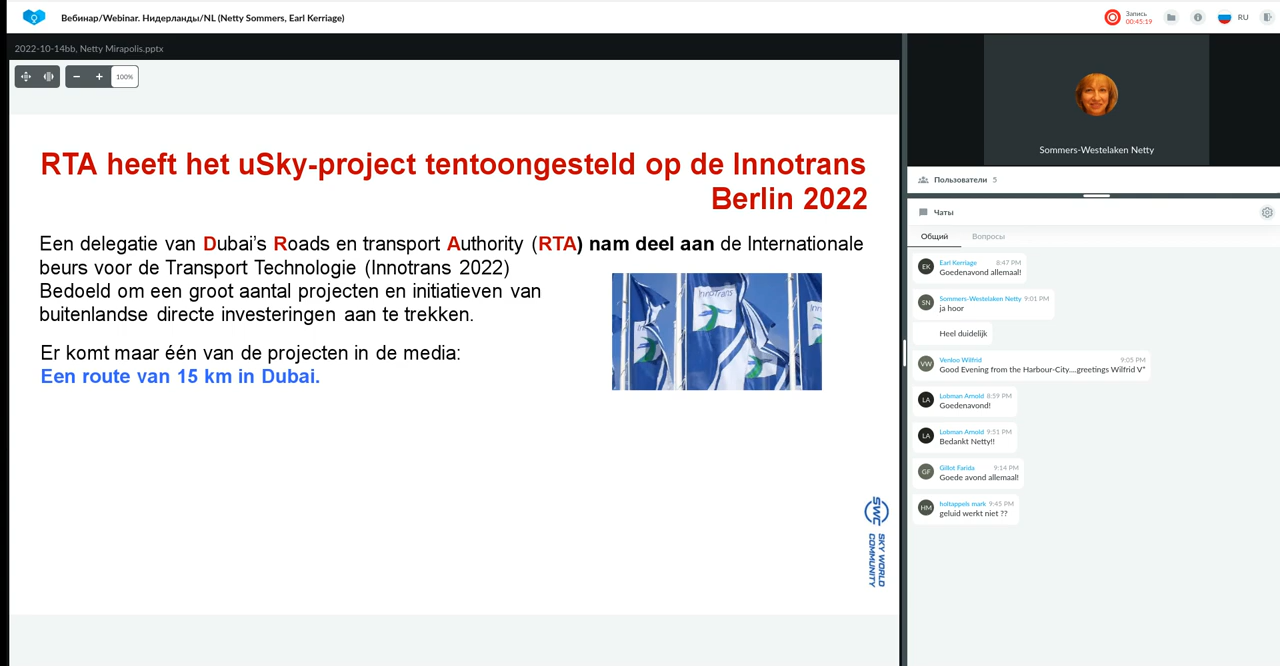 Вебинар/Webinar. Нидерланды/NL (Netty Sommers, Earl Kerriage)
Запись
00:45:19
RU
2022-10-14bb, Netty Mirapolis.pptx
100%
RTA heeft het uSky-project tentoongesteld op de Innotrans
Berlin 2022
Een delegatie van Dubai’s Roads en transport Authority (RTA) nam deel aan de Internationale
beurs voor de Transport Technologie (Innotrans 2022)
Bedoeld om een groot aantal projecten en initiatieven van
buitenlandse directe investeringen aan te trekken.
Er komt maar één van de projecten in de media:
Een route van 15 km in Dubai.
InnoTrans
SWC
SKY WORLD
COMMUNITY
Sommers-Westelaken Netty
Пользователи 5
Чаты
Общий
Вопросы
EK
Earl Kerriage 8:47 PM
Goedenavond allemaal!
SN
Sommers-Westelaken Netty 9:01 PM
ja hoor
Heel duidelijk
VW
Venloo Wilfrid 9:05 PM
Good Evening from the Harbour-City....greetings Wilfrid V"
LA
Lobman Arnold 8:59 PM
Goedenavond!
LA
Lobman Arnold 9:51 PM
Bedankt Netty!!
GF
Gillot Farida 9:14 PM
Goede avond allemaal!
HM
holtappels mark 9:45 PM
geluid werkt niet ??